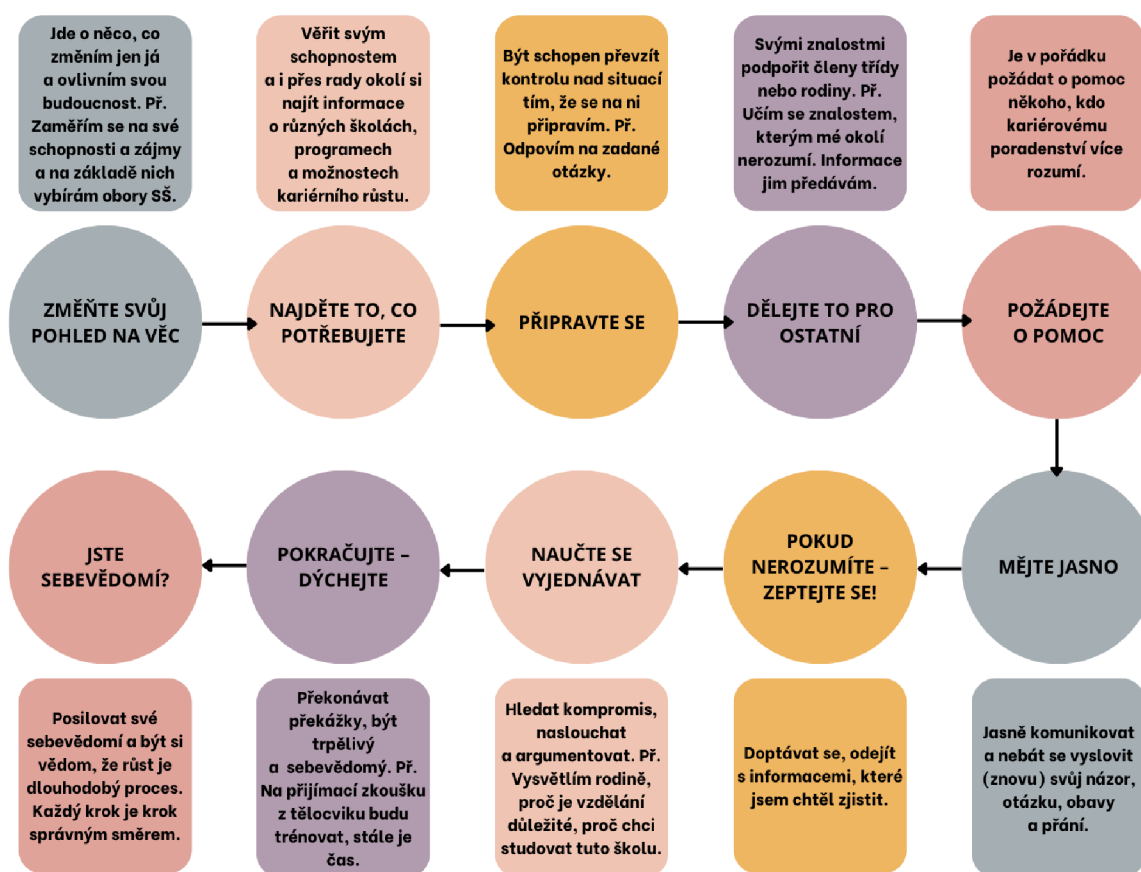 Jde o něco, co
změním jen já
a ovlivním svou
budoucnost. Př.
Zaměřím se na své
schopnosti a zájmy
a na základě nich
vybírám obory SŠ.
Věřit svým
schopnostem
a i přes rady okolí si
najít informace
o různých školách,
programech
a možnostech
kariérního růstu.
Být schopen převzít
kontrolu nad situací
tím, že se na ni
připravím. Př.
Odpovím na zadané
otázky.
Svými znalostmi
podpořit členy třídy
nebo rodiny. Př.
Učím se znalostem,
kterým mé okolí
nerozumí. Informace
jim předávám.
Je v pořádku
požádat o pomoc
někoho, kdo
kariérovému
poradenství více
rozumí.
ZMĚŇTE SVŮJ
POHLED NA VĚC
NAJDĚTE TO, CO
POTŘEBUJETE
PŘIPRAVTE SE
DĚLEJTE TO PRO
OSTATNÍ
POŽÁDEJTE
O POMOC
JSTE
SEBEVĚDOMÍ?
POKRAČUJTE –
DÝCHEJTE
NAUČTE SE
VYJEDNÁVAT
POKUD
NEROZUMÍTE –
ZEPTEJTE SE!
MĚJTE JASNO
Posilovat své
sebevědomí a být si
vědom, že růst je
dlouhodobý proces.
Každý krok je krok
správným směrem.
Překonávat
překážky, být
trpělivý
a sebevědomý. Př.
Na přijímací zkoušku
z tělocviku budu
trénovat, stále je
čas.
Hledat kompromis,
naslouchat
a argumentovat. Př.
Vysvětlím rodině,
proč je vzdělání
důležité, proč chci
studovat tuto školu.
Doptávat se, odejít
s informacemi, které
jsem chtěl zjistit.
Jasně komunikovat
a nebát se vyslovit
(znovu) svůj názor,
otázku, obavy
a přání.